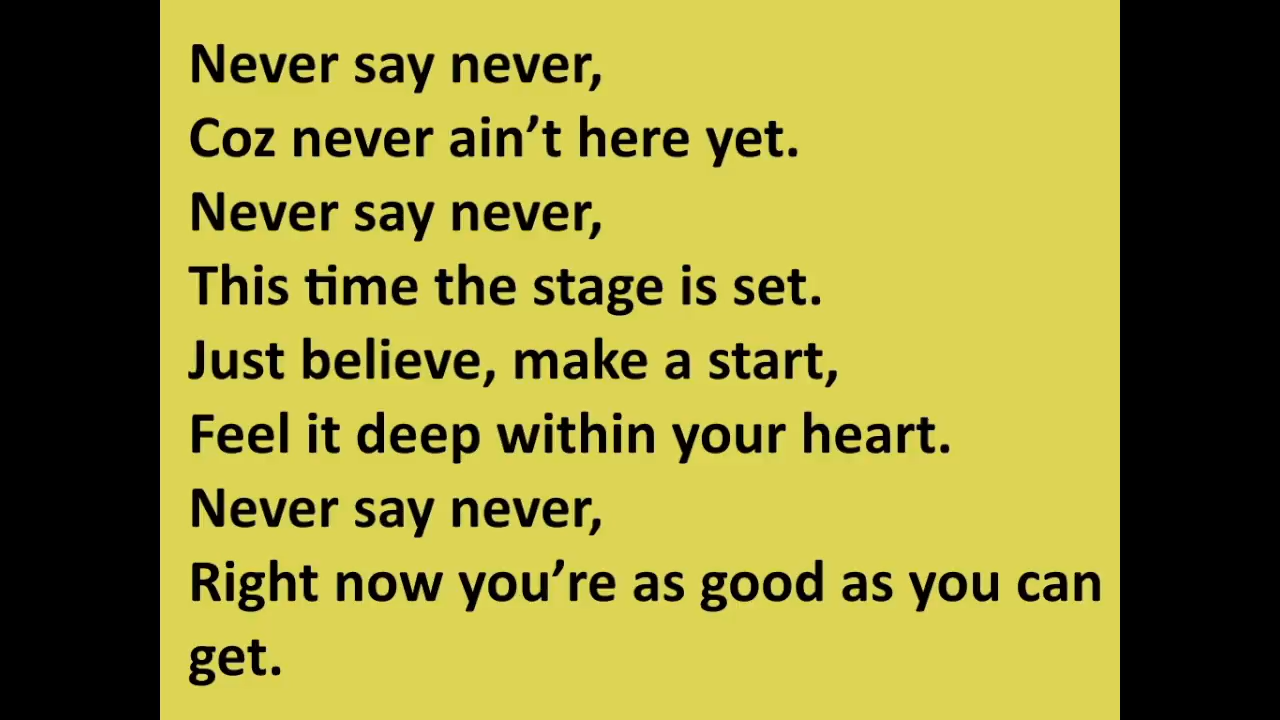 Never say never,
Coz never ain’t here yet.
Never say never,
This time the stage is set.
Just believe, make a start,
Feel it deep within your heart.
Never say never,
Right now you’re as good as you can
get.